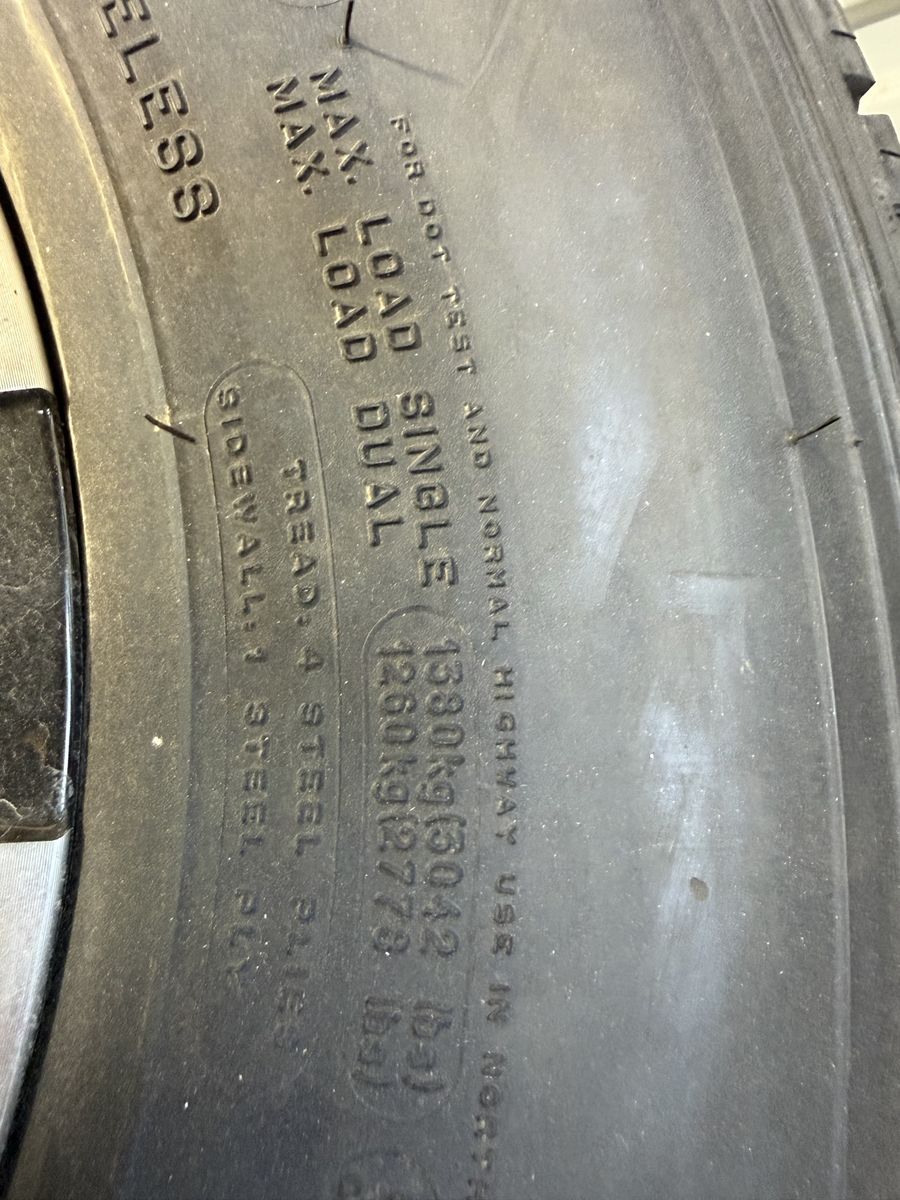 FOR DOT TEST AND NORMAL HIGHWAY USE IN NORTH
MAX. LOAD SINGLE 1380kg(3042 lbs)
MAX. LOAD DUAL 1260kg(2778 lbs)
TREAD: 4 STEEL PLIES
SIDEWALL: 1 STEEL PLY
ELESS